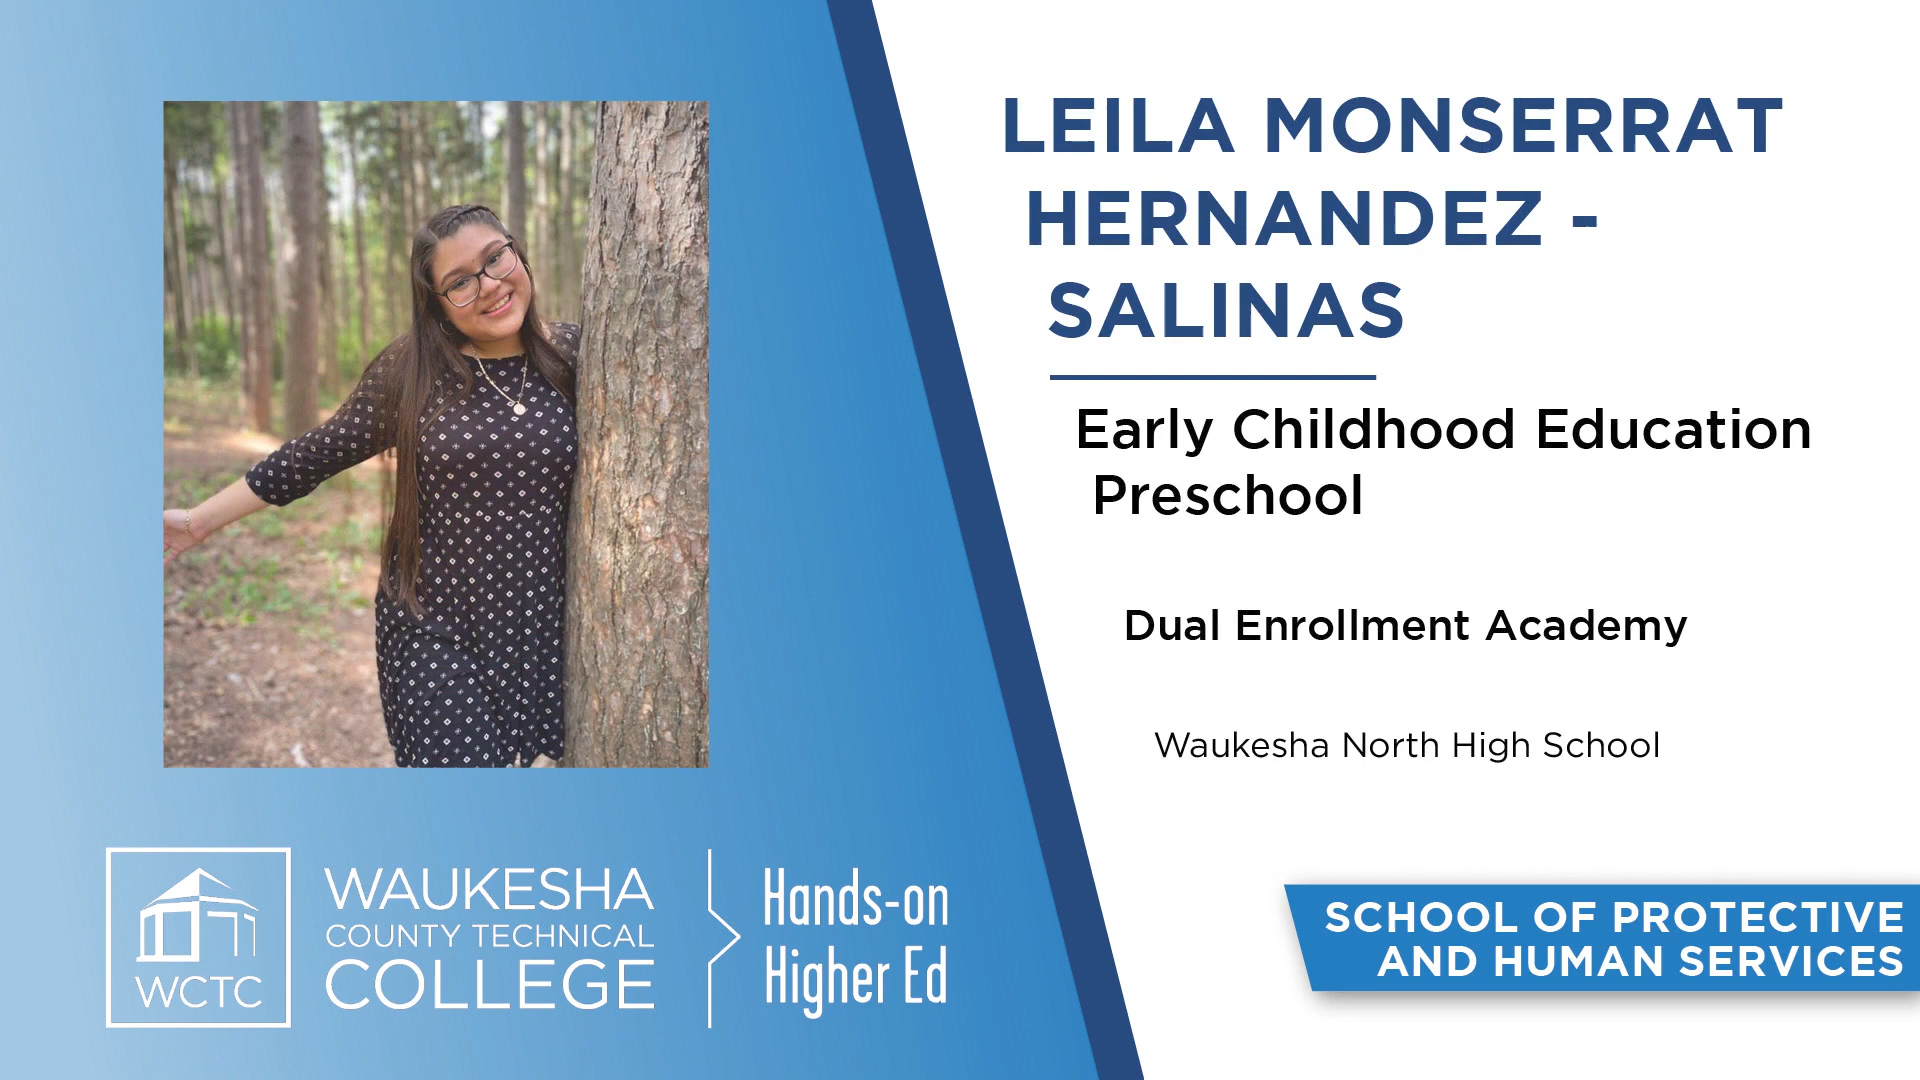 LEILA MONSERRAT
HERNANDEZ -
SALINAS
Early Childhood Education
Preschool
Dual Enrollment Academy
Waukesha North High School
SCHOOL OF PROTECTIVE
AND HUMAN SERVICES
WCTC
WAUKESHA
COUNTY TECHNICAL
COLLEGE
Hands-on
Higher Ed